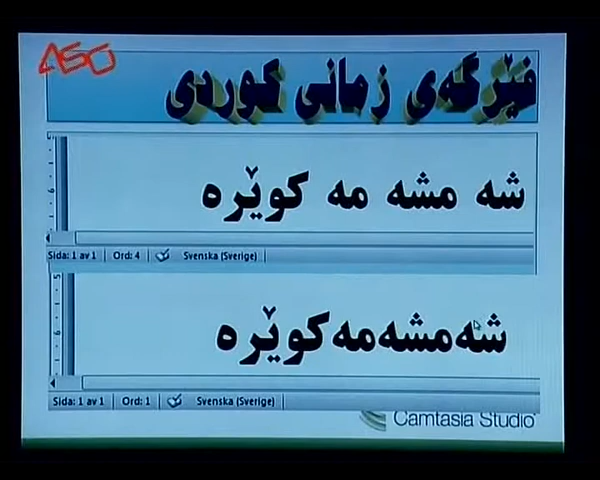 ASO
فێرگەی زمانی کوردی
شە مشە مە کوێرە
Sida: 1 av 1 Ord: 4 Svenska (Sverige)
شەمشەمەکوێرە
Sida: 1 av 1 Ord: 1 Svenska (Sverige)
Camtasia Studio